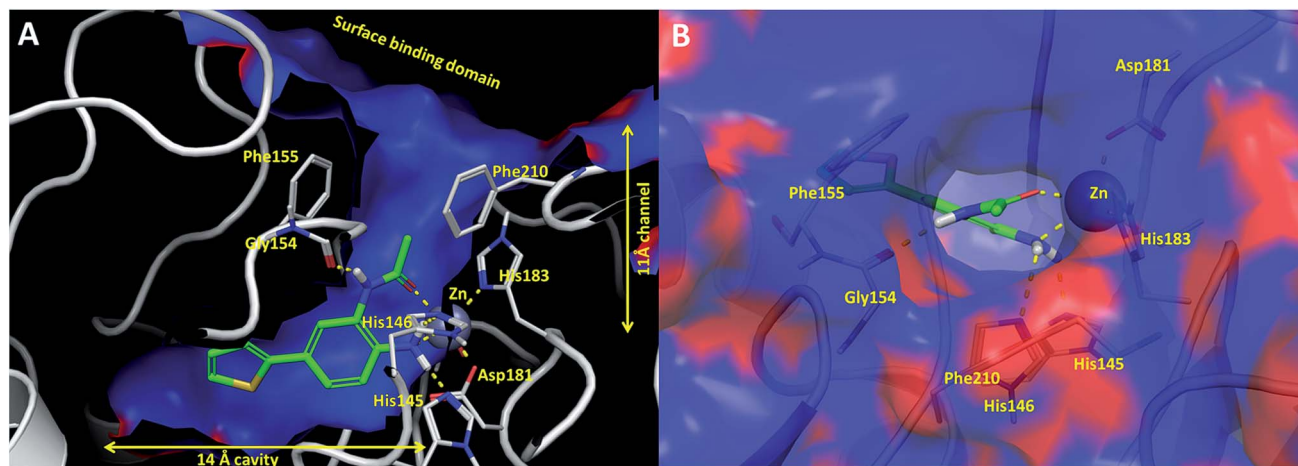 A
Surface binding domain
Phe155
Phe210
Gly154
His183
Zn
His146
Asp181
His145
11Å channel
14 Å cavity
B
Asp181
Phe155
Zn
His183
Gly154
His145
Phe210
His146